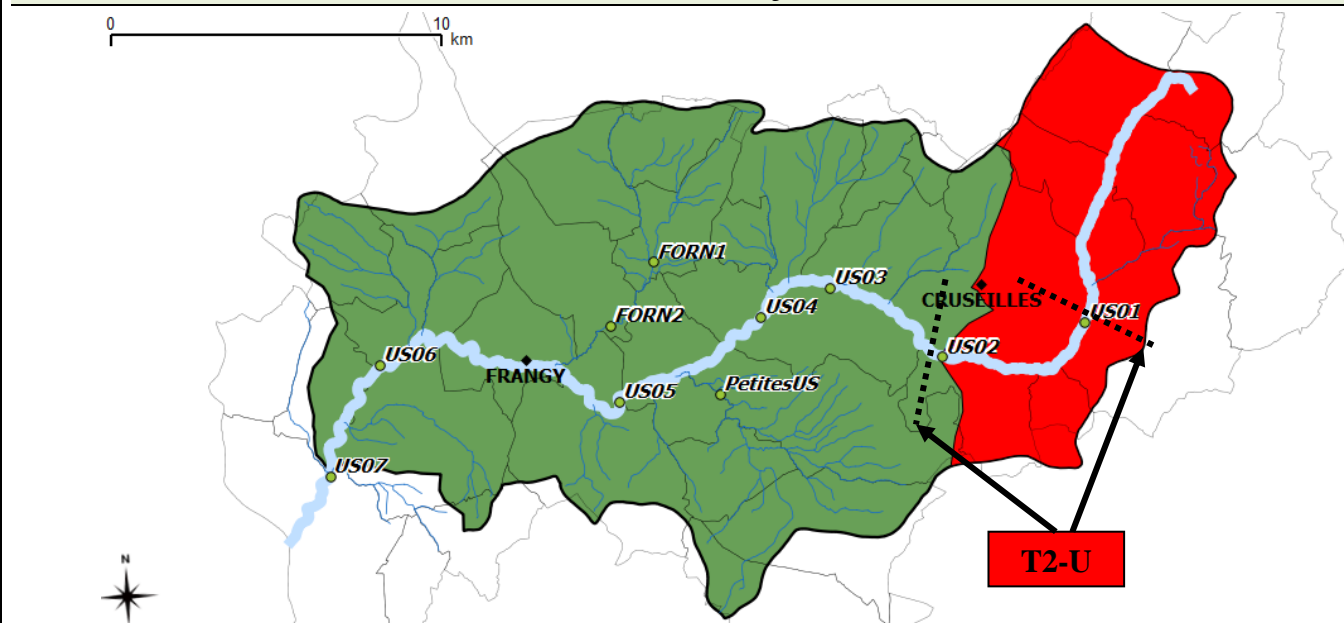 0 10
km
FORN1
US03
CRUSEILLES
US01
US04
FORN2
US02
US06
FRANGY
US05
PetitesUS
US07
T2-U
N